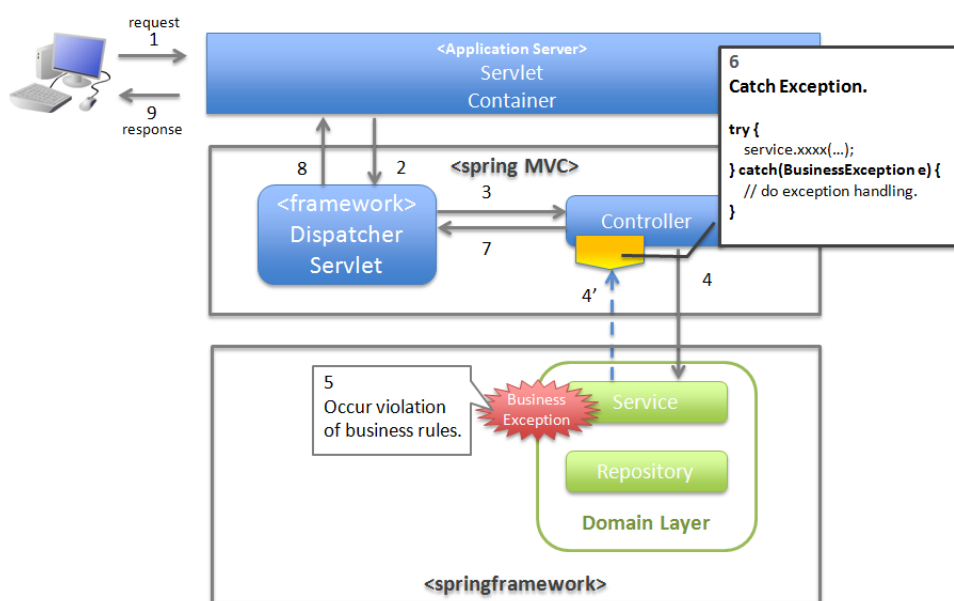 request
1
9
response
<Application Server>
Servlet
Container
8
2
<spring MVC>
<framework>
Dispatcher
Servlet
3
7
Controller
6
Catch Exception.
try {
service.xxxx(...);
} catch(BusinessException e) {
// do exception handling.
}
4’
4
5
Occur violation
of business rules.
Business
Exception
Service
Repository
Domain Layer
<springframework>